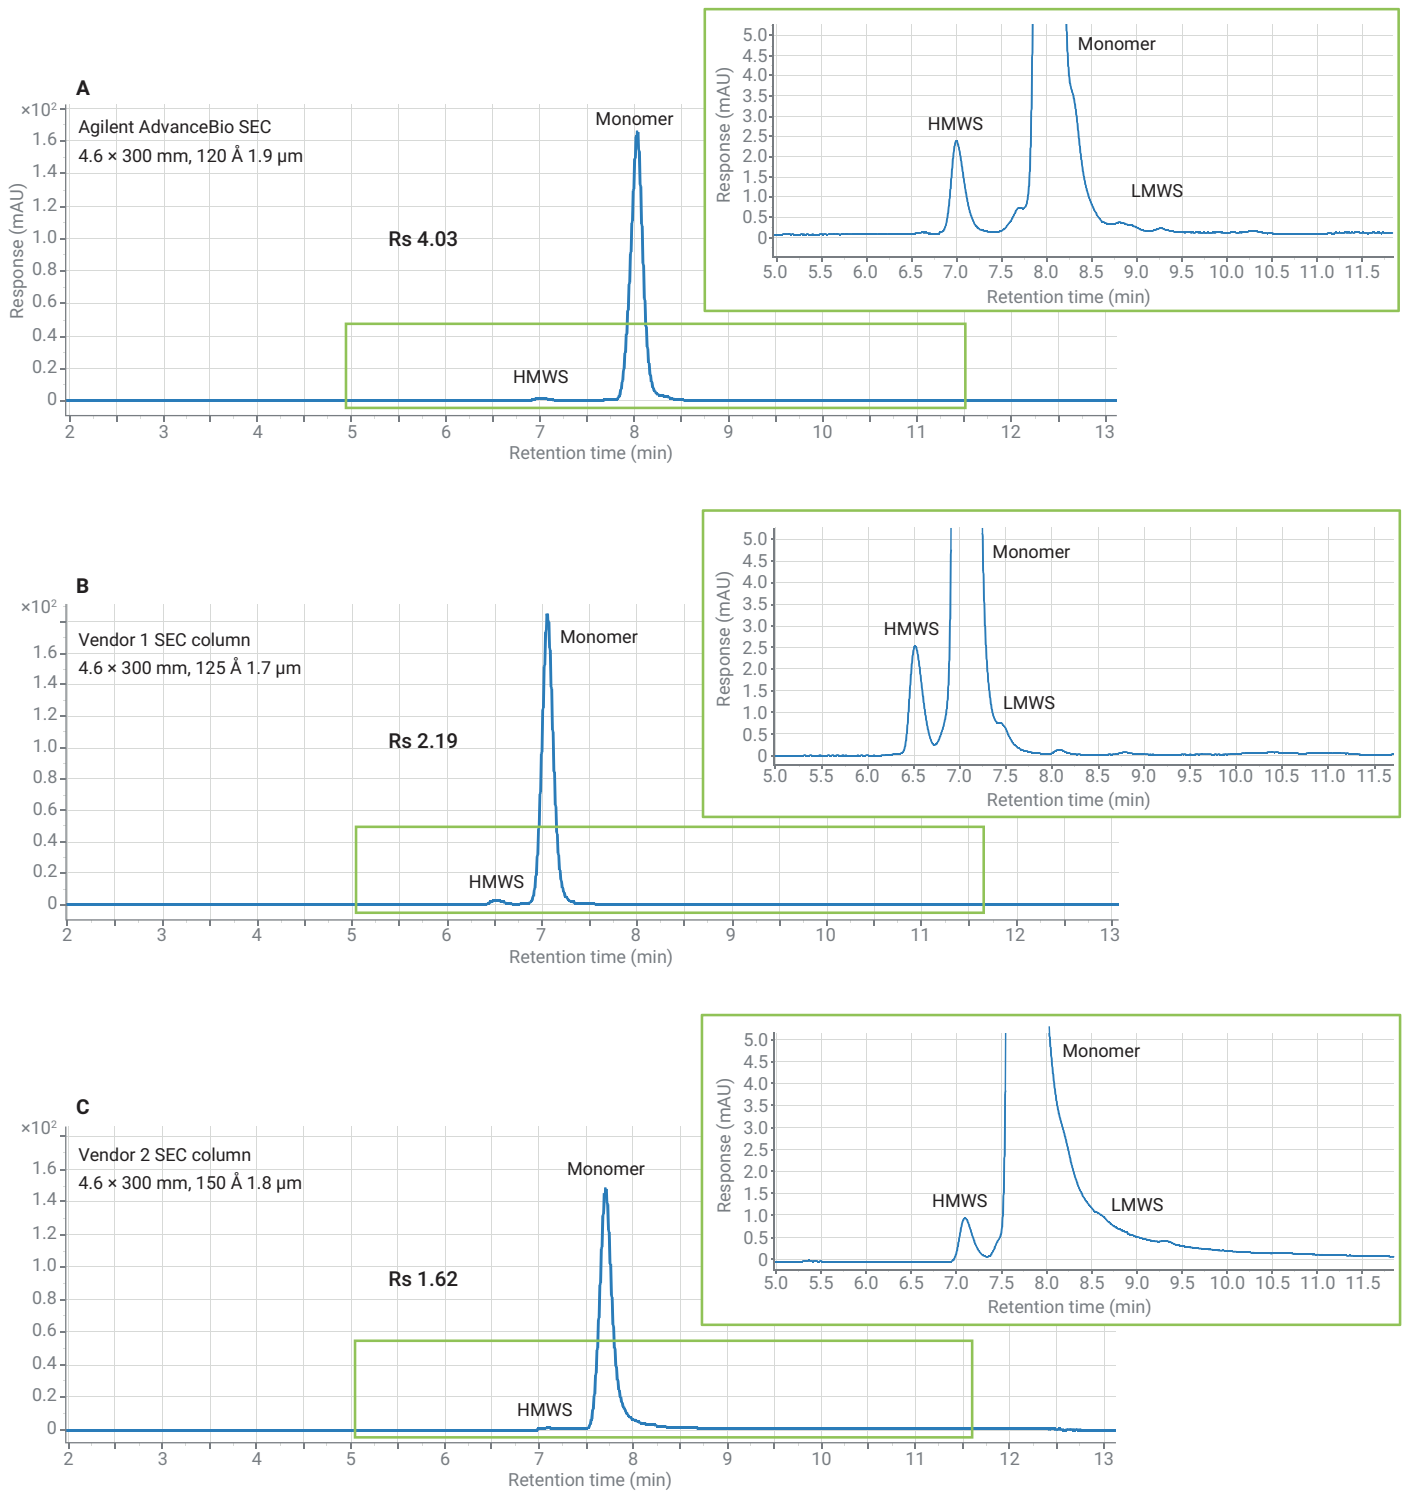 A
×10²
Agilent AdvanceBio SEC
4.6 × 300 mm, 120 Å 1.9 µm
Monomer
Rs 4.03
HMWS
Response (mAU)
1.6
1.4
1.2
1.0
0.8
0.6
0.4
0.2
0
2 3 4 5 6 7 8 9 10 11 12 13
Retention time (min)
Monomer
HMWS
LMWS
Response (mAU)
5.0
4.5
4.0
3.5
3.0
2.5
2.0
1.5
1.0
0.5
0
5.0 5.5 6.0 6.5 7.0 7.5 8.0 8.5 9.0 9.5 10.0 10.5 11.0 11.5
Retention time (min)
B
×10²
Vendor 1 SEC column
4.6 × 300 mm, 125 Å 1.7 µm
Monomer
Rs 2.19
HMWS
1.6
1.4
1.2
1.0
0.8
0.6
0.4
0.2
0
2 3 4 5 6 7 8 9 10 11 12 13
Retention time (min)
Monomer
HMWS
LMWS
Response (mAU)
5.0
4.5
4.0
3.5
3.0
2.5
2.0
1.5
1.0
0.5
0
5.0 5.5 6.0 6.5 7.0 7.5 8.0 8.5 9.0 9.5 10.0 10.5 11.0 11.5
Retention time (min)
C
×10²
Vendor 2 SEC column
4.6 × 300 mm, 150 Å 1.8 µm
Monomer
Rs 1.62
HMWS
1.6
1.4
1.2
1.0
0.8
0.6
0.4
0.2
0
2 3 4 5 6 7 8 9 10 11 12 13
Retention time (min)
Monomer
HMWS
LMWS
Response (mAU)
5.0
4.5
4.0
3.5
3.0
2.5
2.0
1.5
1.0
0.5
0
5.0 5.5 6.0 6.5 7.0 7.5 8.0 8.5 9.0 9.5 10.0 10.5 11.0 11.5
Retention time (min)